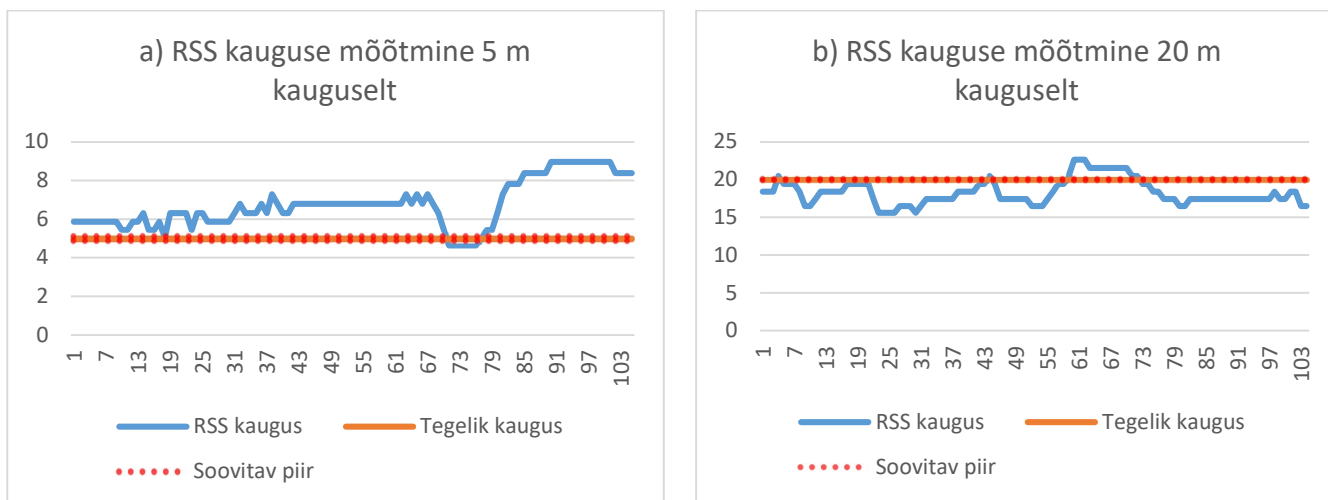 a) RSS kauguse mõõtmine 5 m
kauguselt
10
8
6
4
2
0
1 7 13 19 25 31 37 43 49 55 61 67 73 79 85 91 97 103
RSS kaugus Tegelik kaugus
Soovitav piir
b) RSS kauguse mõõtmine 20 m
kauguselt
25
20
15
10
5
0
1 7 13 19 25 31 37 43 49 55 61 67 73 79 85 91 97 103
RSS kaugus Tegelik kaugus
Soovitav piir